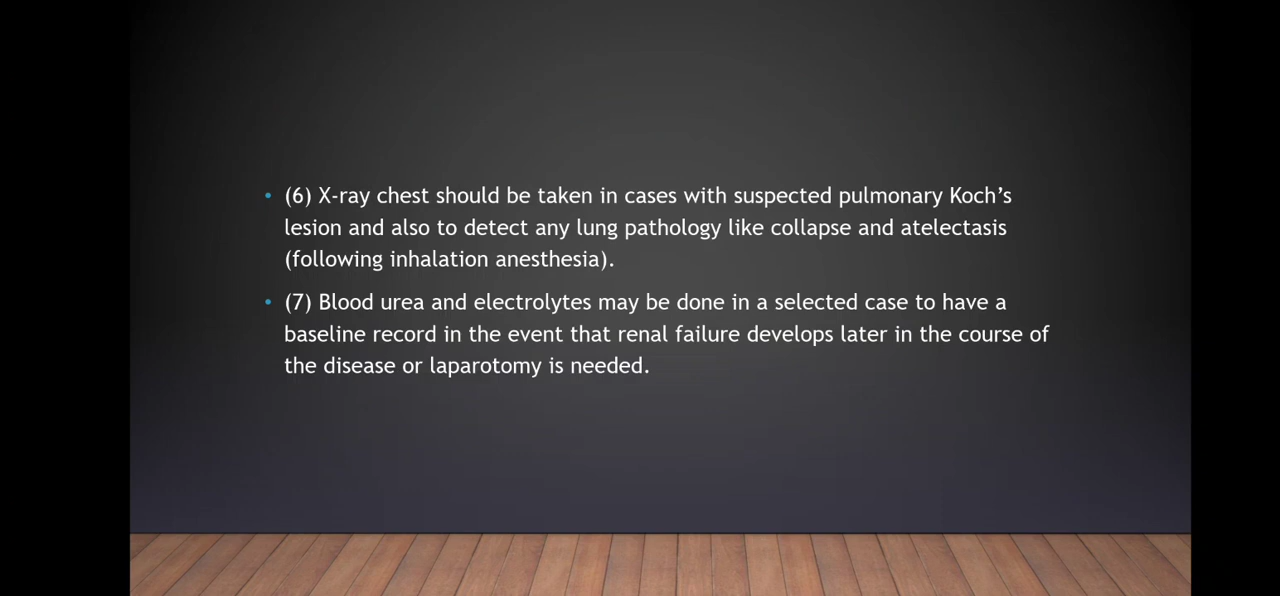 • (6) X-ray chest should be taken in cases with suspected pulmonary Koch’s
lesion and also to detect any lung pathology like collapse and atelectasis
(following inhalation anesthesia).
• (7) Blood urea and electrolytes may be done in a selected case to have a
baseline record in the event that renal failure develops later in the course of
the disease or laparotomy is needed.